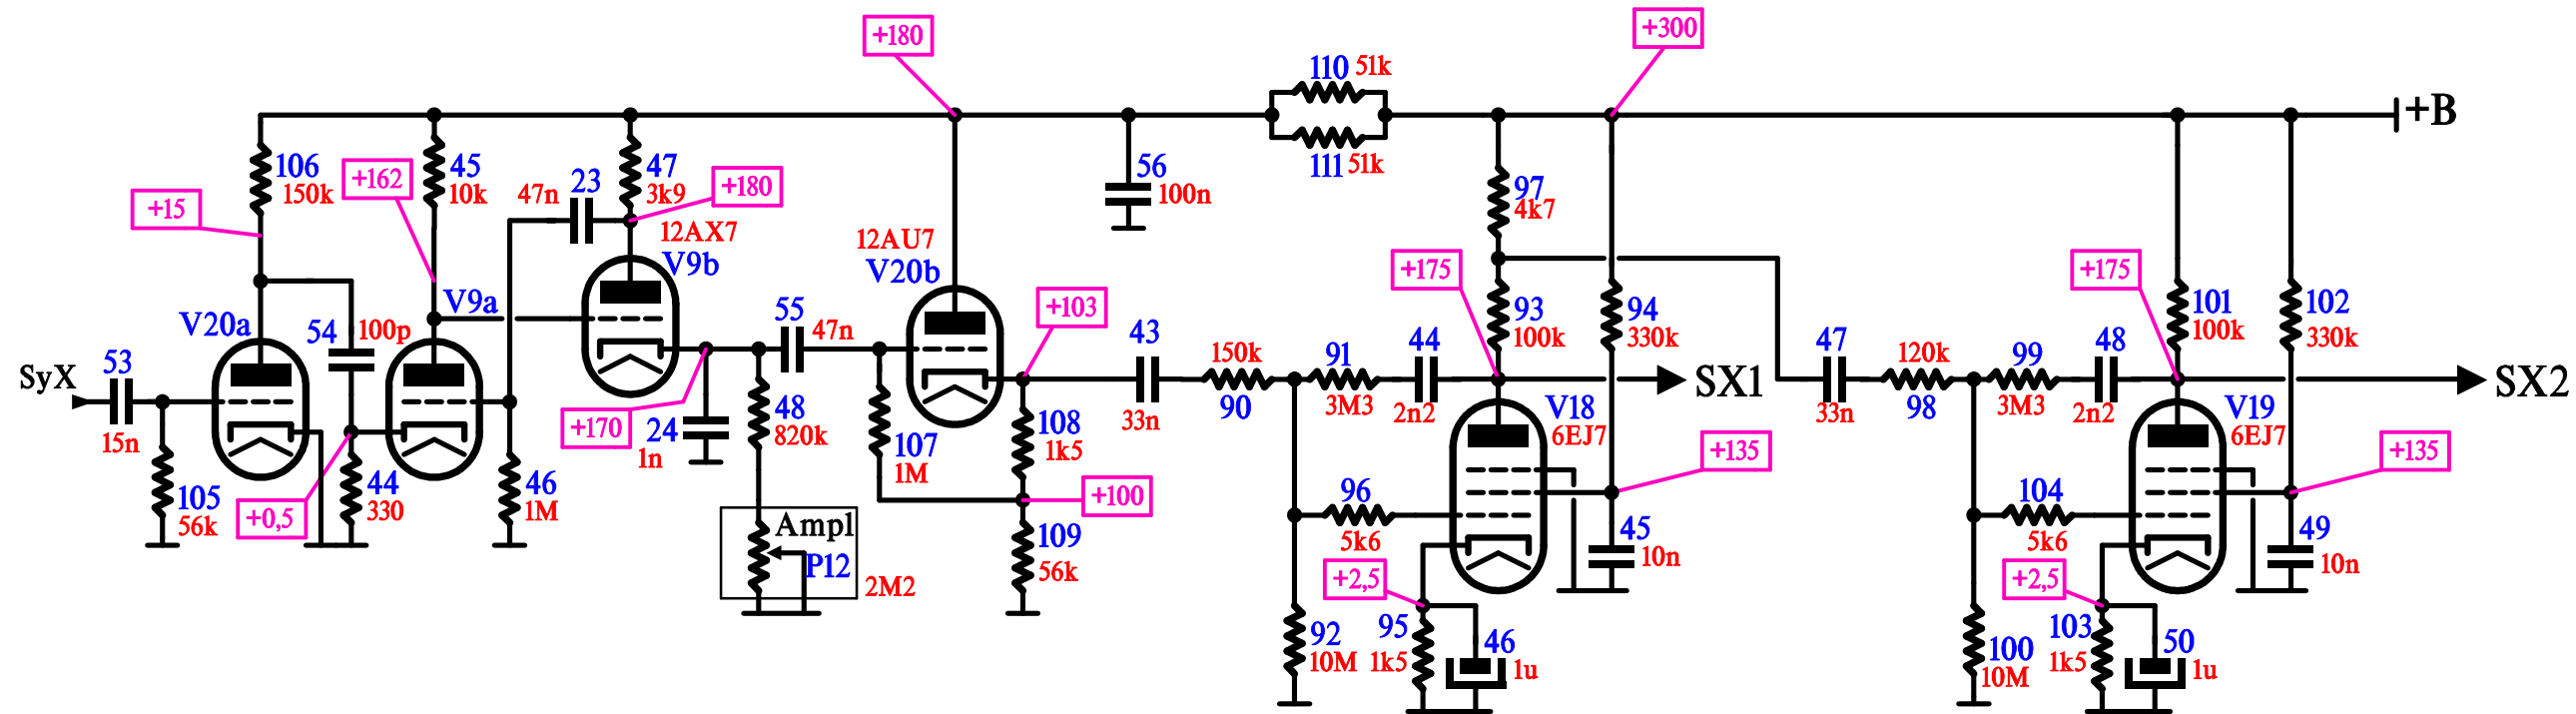 +180
+300
110 51k
111 51k
+B
106
150k
+162
45
10k
47n
23
47
3k9
+180
56
100n
+15
97
4k7
12AX7
V9b
12AU7
V20b
+175
+175
V20a
54
100p
V9a
55
47n
+103
43
33n
150k
90
91
3M3
44
2n2
93
100k
94
330k
101
100k
102
330k
SyX
53
15n
SX1
47
33n
120k
98
99
3M3
48
2n2
SX2
105
56k
+0,5
44
330
46
1M
+170
24
1n
48
820k
107
1M
108
1k5
+100
V18
6EJ7
+135
V19
6EJ7
+135
96
5k6
104
5k6
Ampl
P12
2M2
109
56k
45
10n
49
10n
+2,5
+2,5
92
10M
95
1k5
46
1u
100
10M
103
1k5
50
1u